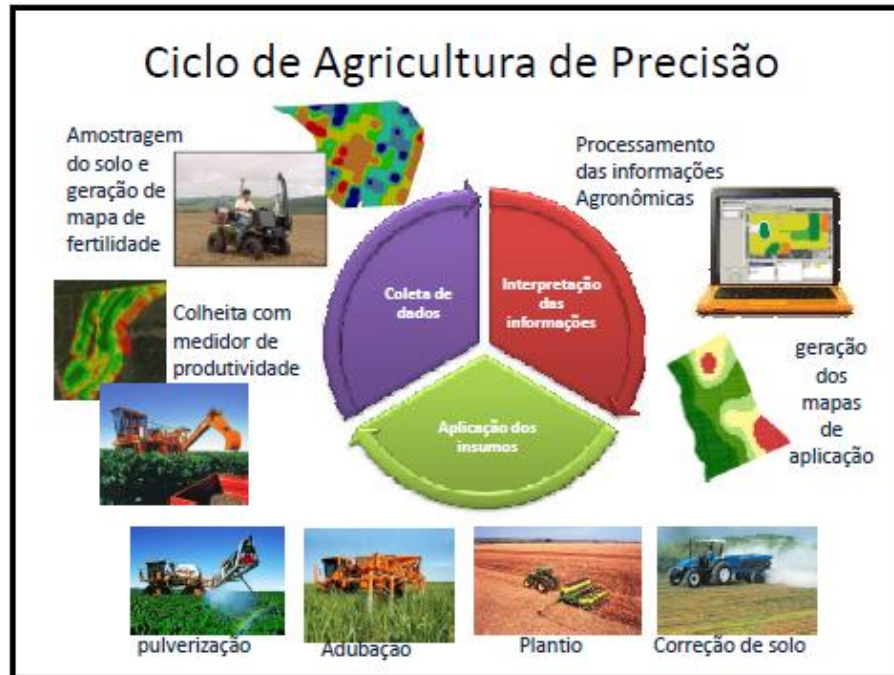 Ciclo de Agricultura de Precisão
Amostragem
do solo e
geração de
mapa de
fertilidade
Processamento
das informações
Agronômicas
Coleta de
dados
Interpretação
das
informações
Colheita com
medidor de
produtividade
geração
dos
mapas
de
aplicação
Aplicação dos
insumos
pulverização
Adubação
Plantio
Correção de solo